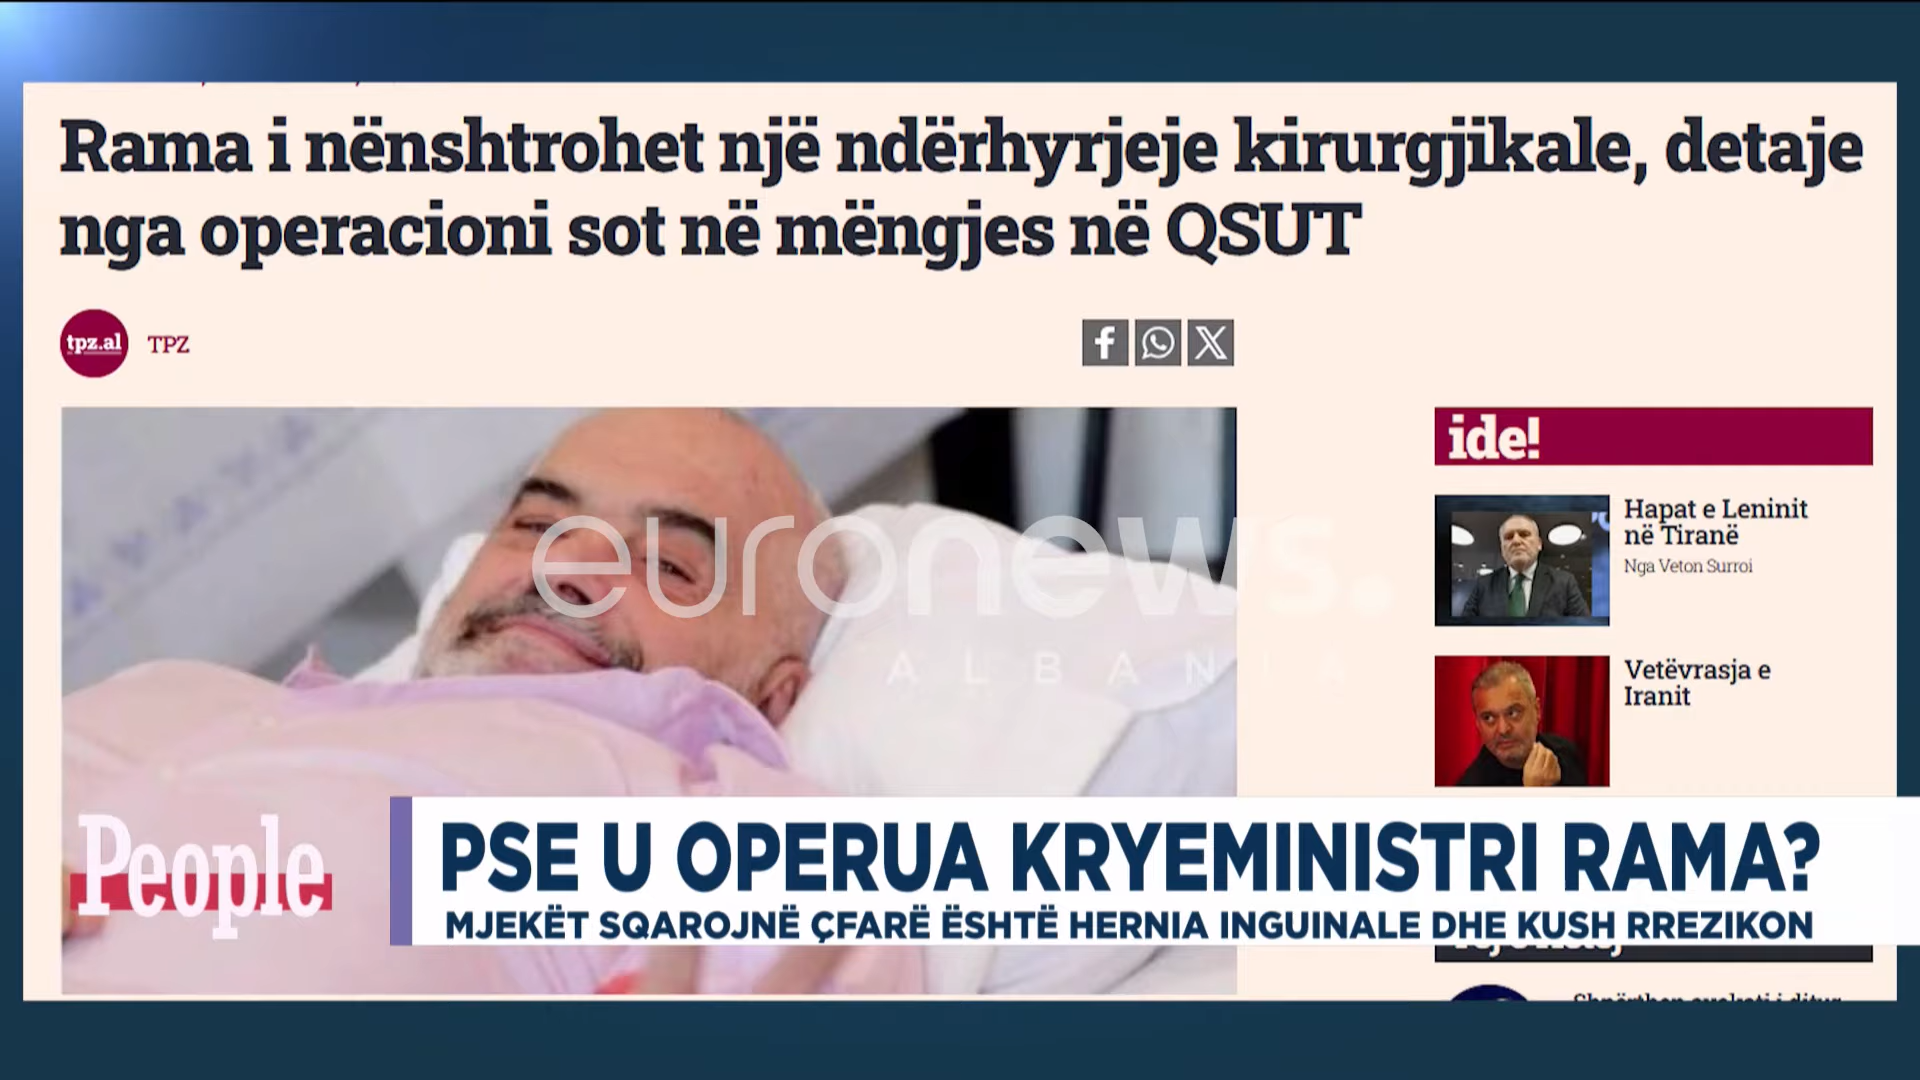 Rama i nënshtrohet një ndërhyrjeje kirurgjikale, detaje
nga operacioni sot në mëngjes në QSUT
tpz.al
TPZ
ide!
Hapat e Leninit
në Tiranë
Nga Veton Surroi
Vetëvrasja e
Iranit
euronews.
ALBANIA
People
PSE U OPERUA KRYEMINISTRI RAMA?
MJEKËT SQAROJNË ÇFARË ËSHTË HERNIA INGUINALE DHE KUSH RREZIKON